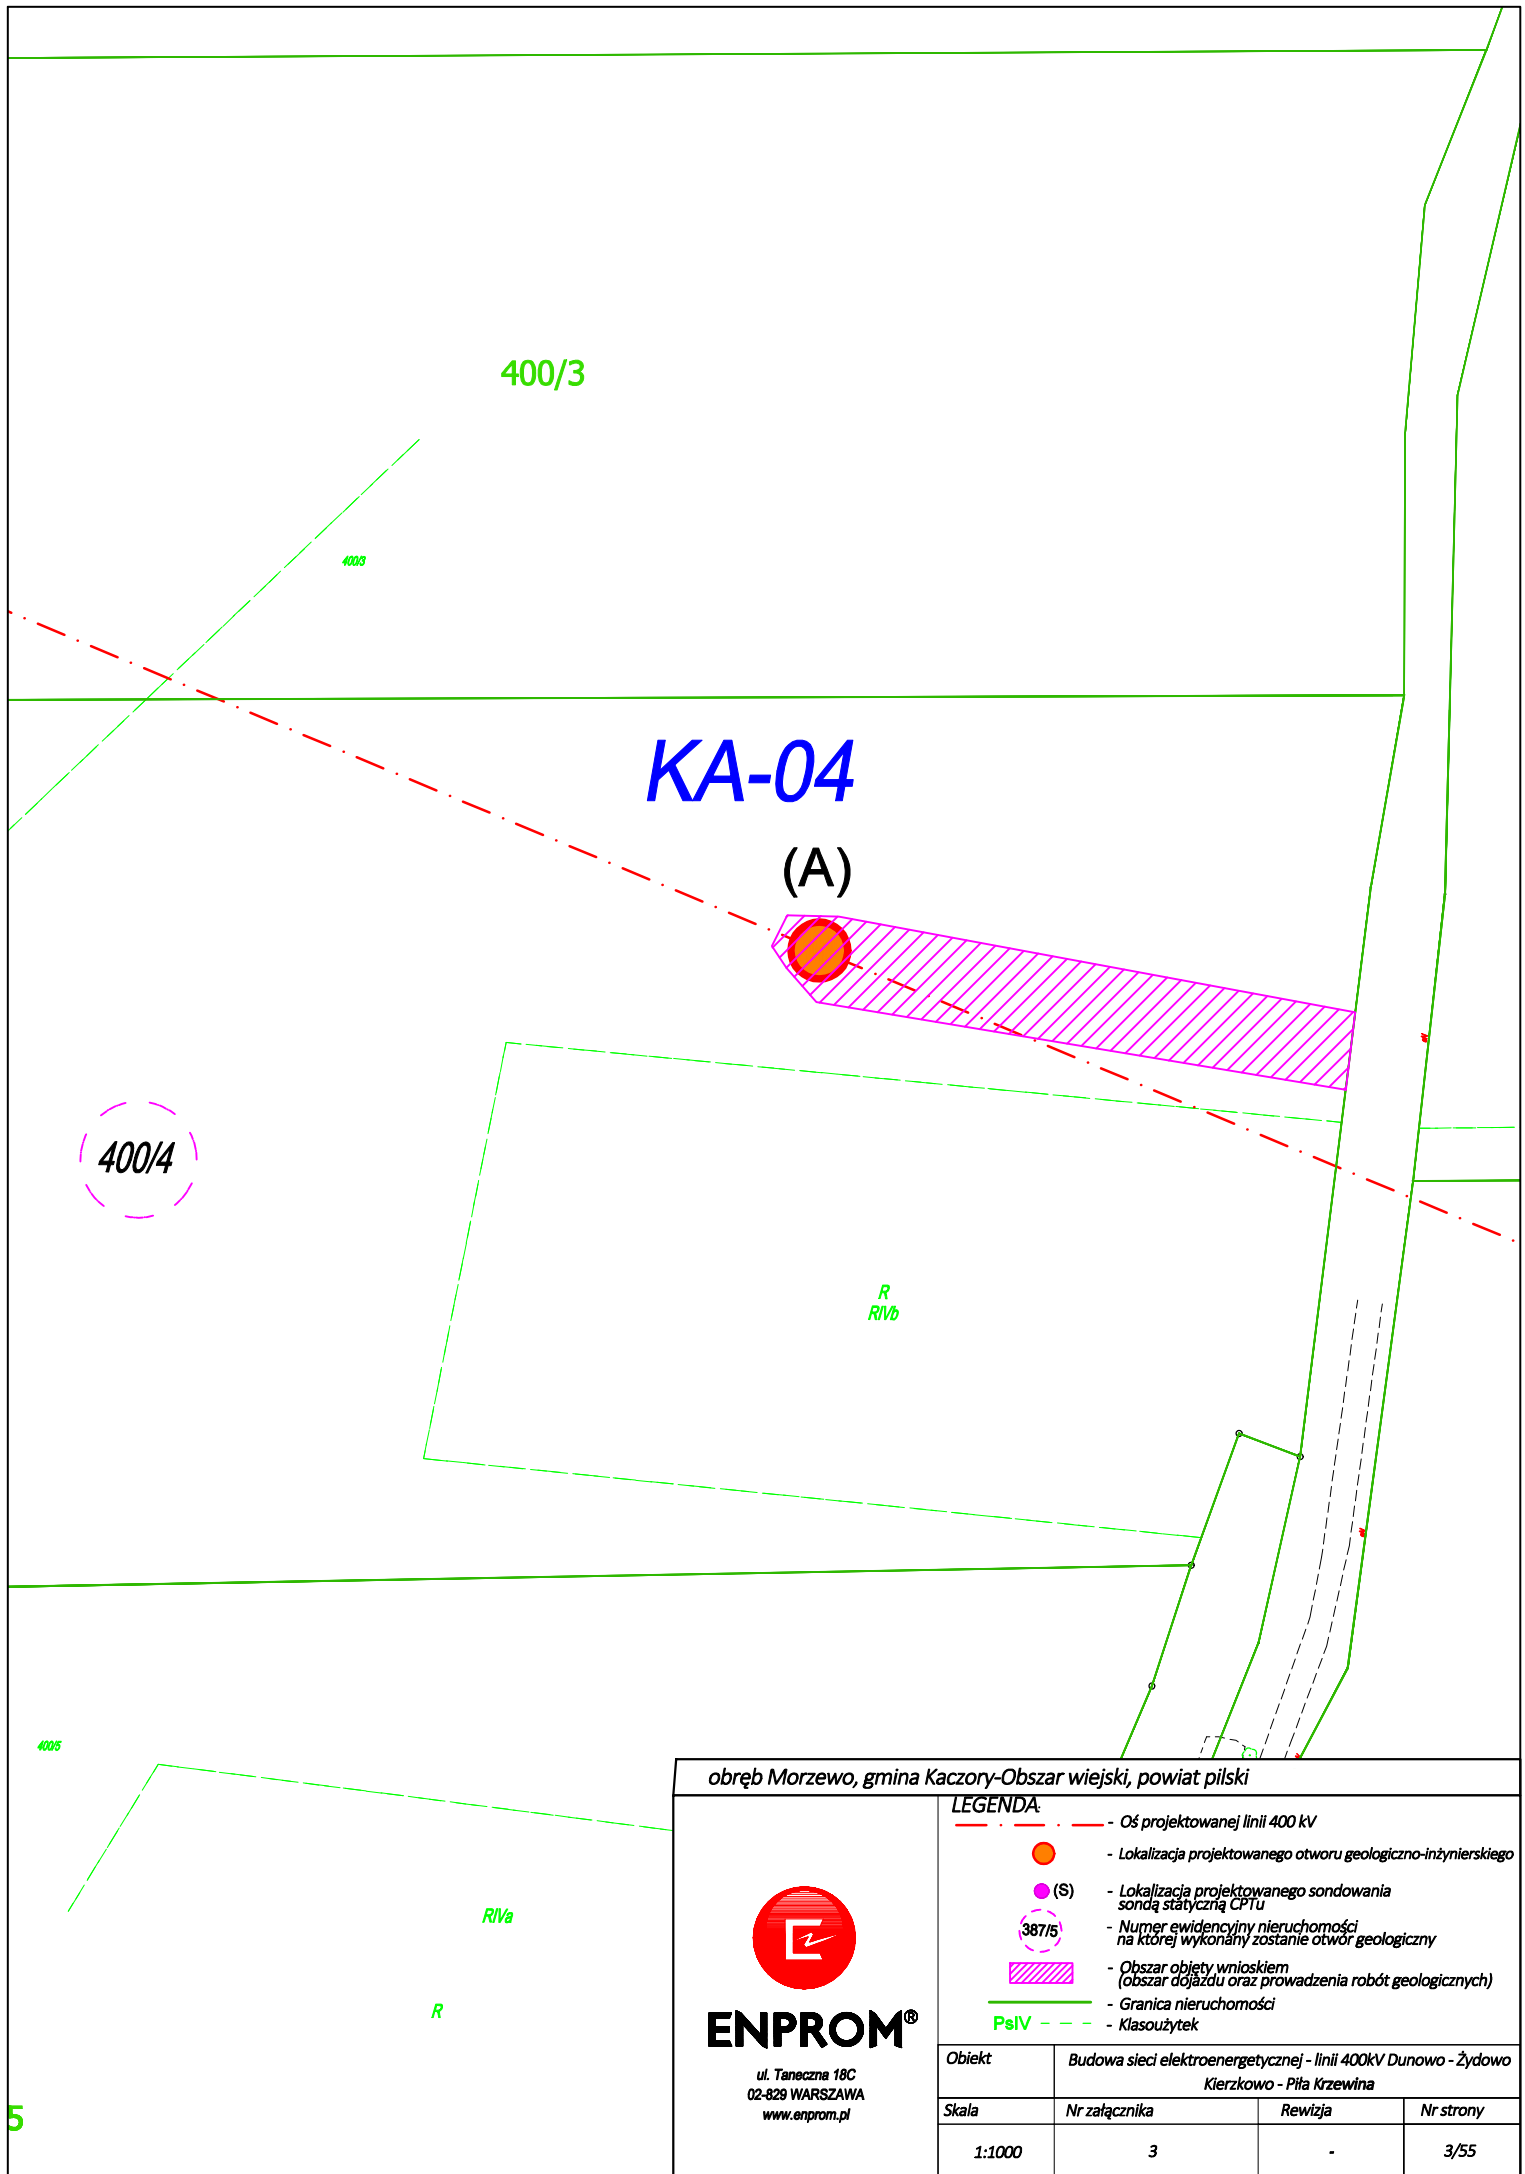 400/3
400/3
KA-04
(A)
400/4
R
RIVb
400/5
RIVa
R
5
obręb Morzewo, gmina Kaczory-Obszar wiejski, powiat pilski
LEGENDA:
- Oś projektowanej linii 400 kV
- Lokalizacja projektowanego otworu geologiczno-inżynierskiego
(S) - Lokalizacja projektowanego sondowania
sondą statyczną CPTu
387/5 - Numer ewidencyjny nieruchomości
na której wykonany zostanie otwór geologiczny
- Obszar objęty wnioskiem
(obszar dojazdu oraz prowadzenia robót geologicznych)
- Granica nieruchomości
PsIV - Klasoużytek
ENPROM®
ul. Taneczna 18C
02-829 WARSZAWA
www.enprom.pl
Obiekt
Budowa sieci elektroenergetycznej - linii 400kV Dunowo - Żydowo
Kierzkowo - Piła Krzewina
Skala Nr załącznika Rewizja Nr strony
1:1000 3 - 3/55